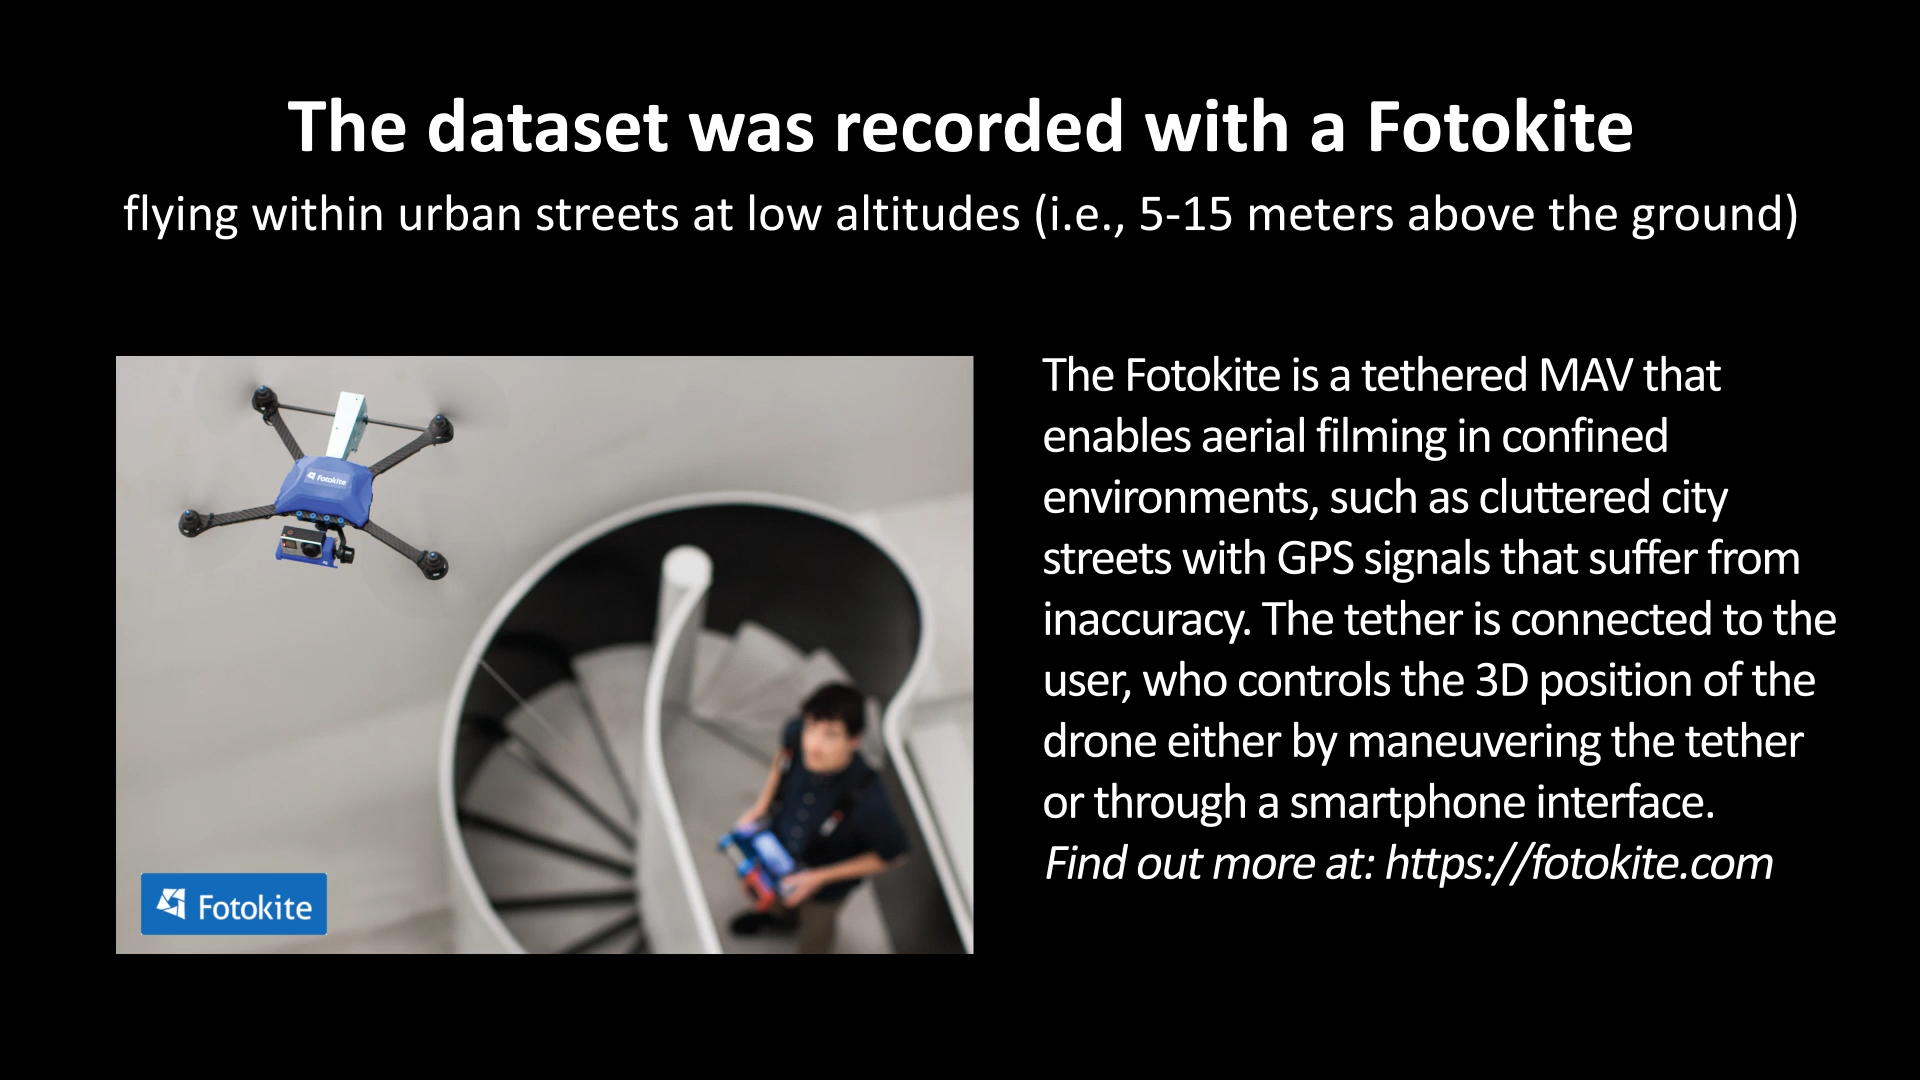 The dataset was recorded with a Fotokite
flying within urban streets at low altitudes (i.e., 5-15 meters above the ground)
Fotokite
Fotokite
The Fotokite is a tethered MAV that
enables aerial filming in confined
environments, such as cluttered city
streets with GPS signals that suffer from
inaccuracy. The tether is connected to the
user, who controls the 3D position of the
drone either by maneuvering the tether
or through a smartphone interface.
Find out more at: https://fotokite.com